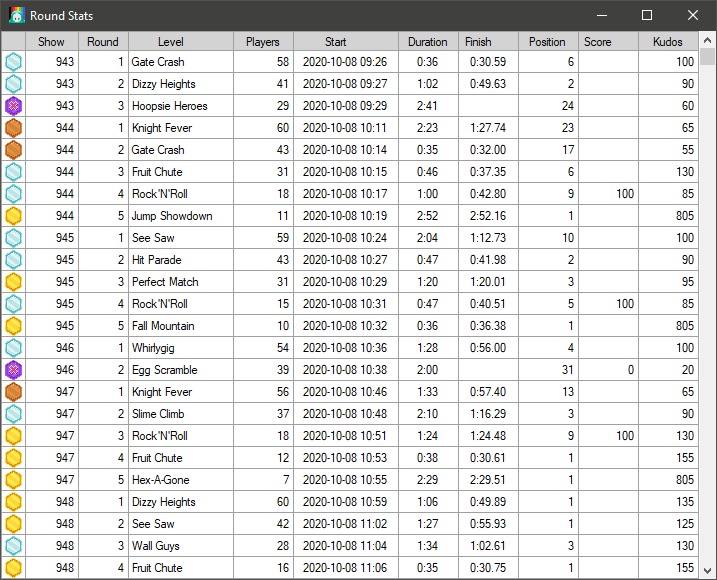 Round Stats
Show Round Level Players Start Duration Finish Position Score Kudos
943 1 Gate Crash 58 2020-10-08 09:26 0:36 0:30.59 6 100
943 2 Dizzy Heights 41 2020-10-08 09:27 1:02 0:49.63 2 90
943 3 Hoopsie Heroes 29 2020-10-08 09:29 2:41 24 60
944 1 Knight Fever 60 2020-10-08 10:11 2:23 1:27.74 23 65
944 2 Gate Crash 43 2020-10-08 10:14 0:35 0:32.00 17 55
944 3 Fruit Chute 31 2020-10-08 10:15 0:46 0:37.35 6 130
944 4 Rock'N'Roll 18 2020-10-08 10:17 1:00 0:42.80 9 100 85
944 5 Jump Showdown 11 2020-10-08 10:19 2:52 2:52.16 1 805
945 1 See Saw 59 2020-10-08 10:24 2:04 1:12.73 10 100
945 2 Hit Parade 43 2020-10-08 10:27 0:47 0:41.98 2 90
945 3 Perfect Match 31 2020-10-08 10:29 1:20 1:20.01 3 95
945 4 Rock'N'Roll 15 2020-10-08 10:31 0:47 0:40.51 5 100 85
945 5 Fall Mountain 10 2020-10-08 10:32 0:36 0:36.38 1 805
946 1 Whirlygig 54 2020-10-08 10:36 1:28 0:56.00 4 100
946 2 Egg Scramble 39 2020-10-08 10:38 2:00 31 0 20
947 1 Knight Fever 56 2020-10-08 10:46 1:33 0:57.40 13 65
947 2 Slime Climb 37 2020-10-08 10:48 2:10 1:16.29 3 90
947 3 Rock'N'Roll 18 2020-10-08 10:51 1:24 1:24.48 9 100 130
947 4 Fruit Chute 12 2020-10-08 10:53 0:38 0:30.61 1 155
947 5 Hex-A-Gone 7 2020-10-08 10:55 2:29 2:29.51 1 805
948 1 Dizzy Heights 60 2020-10-08 10:59 1:06 0:49.89 1 135
948 2 See Saw 42 2020-10-08 11:02 1:27 0:55.93 1 125
948 3 Wall Guys 28 2020-10-08 11:04 1:34 1:02.61 3 130
948 4 Fruit Chute 16 2020-10-08 11:06 0:35 0:30.75 1 155